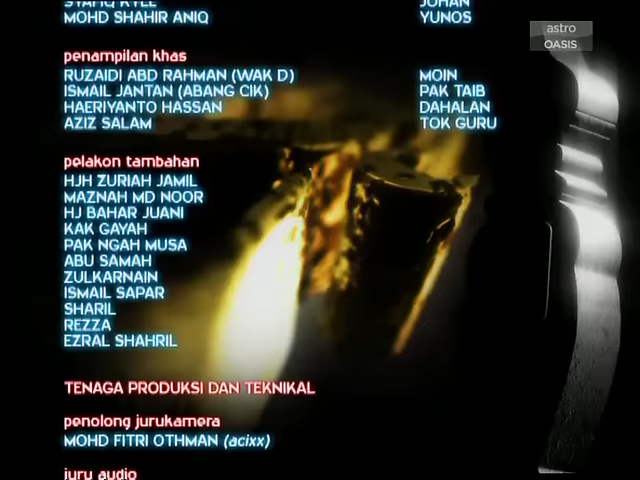 SYAFIQ KYLE JOHAN
MOHD SHAHIR ANIQ YUNOS
astro
OASIS
penampilan khas
RUZAIDI ABD RAHMAN (WAK D) MOIN
ISMAIL JANTAN (ABANG CIK) PAK TAIB
HAERIYANTO HASSAN DAHALAN
AZIZ SALAM TOK GURU
pelakon tambahan
HJH ZURIAH JAMIL
MAZNAH MD NOOR
HJ BAHAR JUANI
KAK GAYAH
PAK NGAH MUSA
ABU SAMAH
ZULKARNAIN
ISMAIL SAPAR
SHARIL
REZZA
EZRAL SHAHRIL
TENAGA PRODUKSI DAN TEKNIKAL
penolong jurukamera
MOHD FITRI OTHMAN (acixx)
juru audio